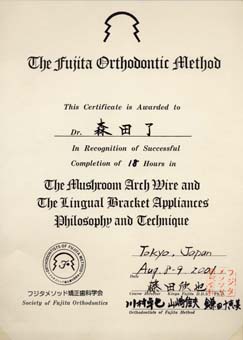 The Fujita Orthodontic Method
This Certificate is Awarded to
Dr. 森田了
In Recognition of Successful
Completion of 18 Hours in
The Mushroom Arch Wire and
The Lingual Bracket Appliances
Philosophy and Technique
Tokyo, Japan
Aug. 8-9, 2001
Date
藤田欣也
フジタメソッド矯正歯科学会
Society of Fujita Orthodontics
Orthodontists of Fujita Method